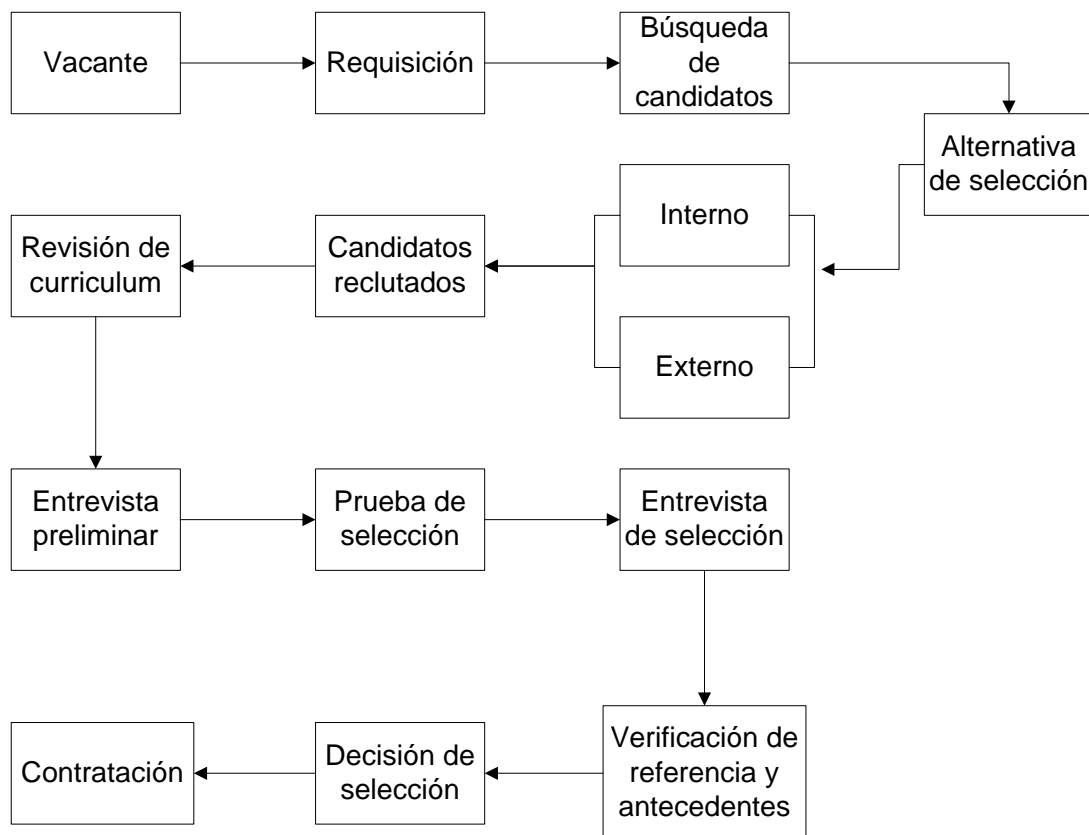 Vacante
Requisición
Búsqueda
de
candidatos
Alternativa
de selección
Interno
Externo
Candidatos
reclutados
Revisión de
curriculum
Entrevista
preliminar
Prueba de
selección
Entrevista
de selección
Verificación de
referencia y
antecedentes
Decisión de
selección
Contratación